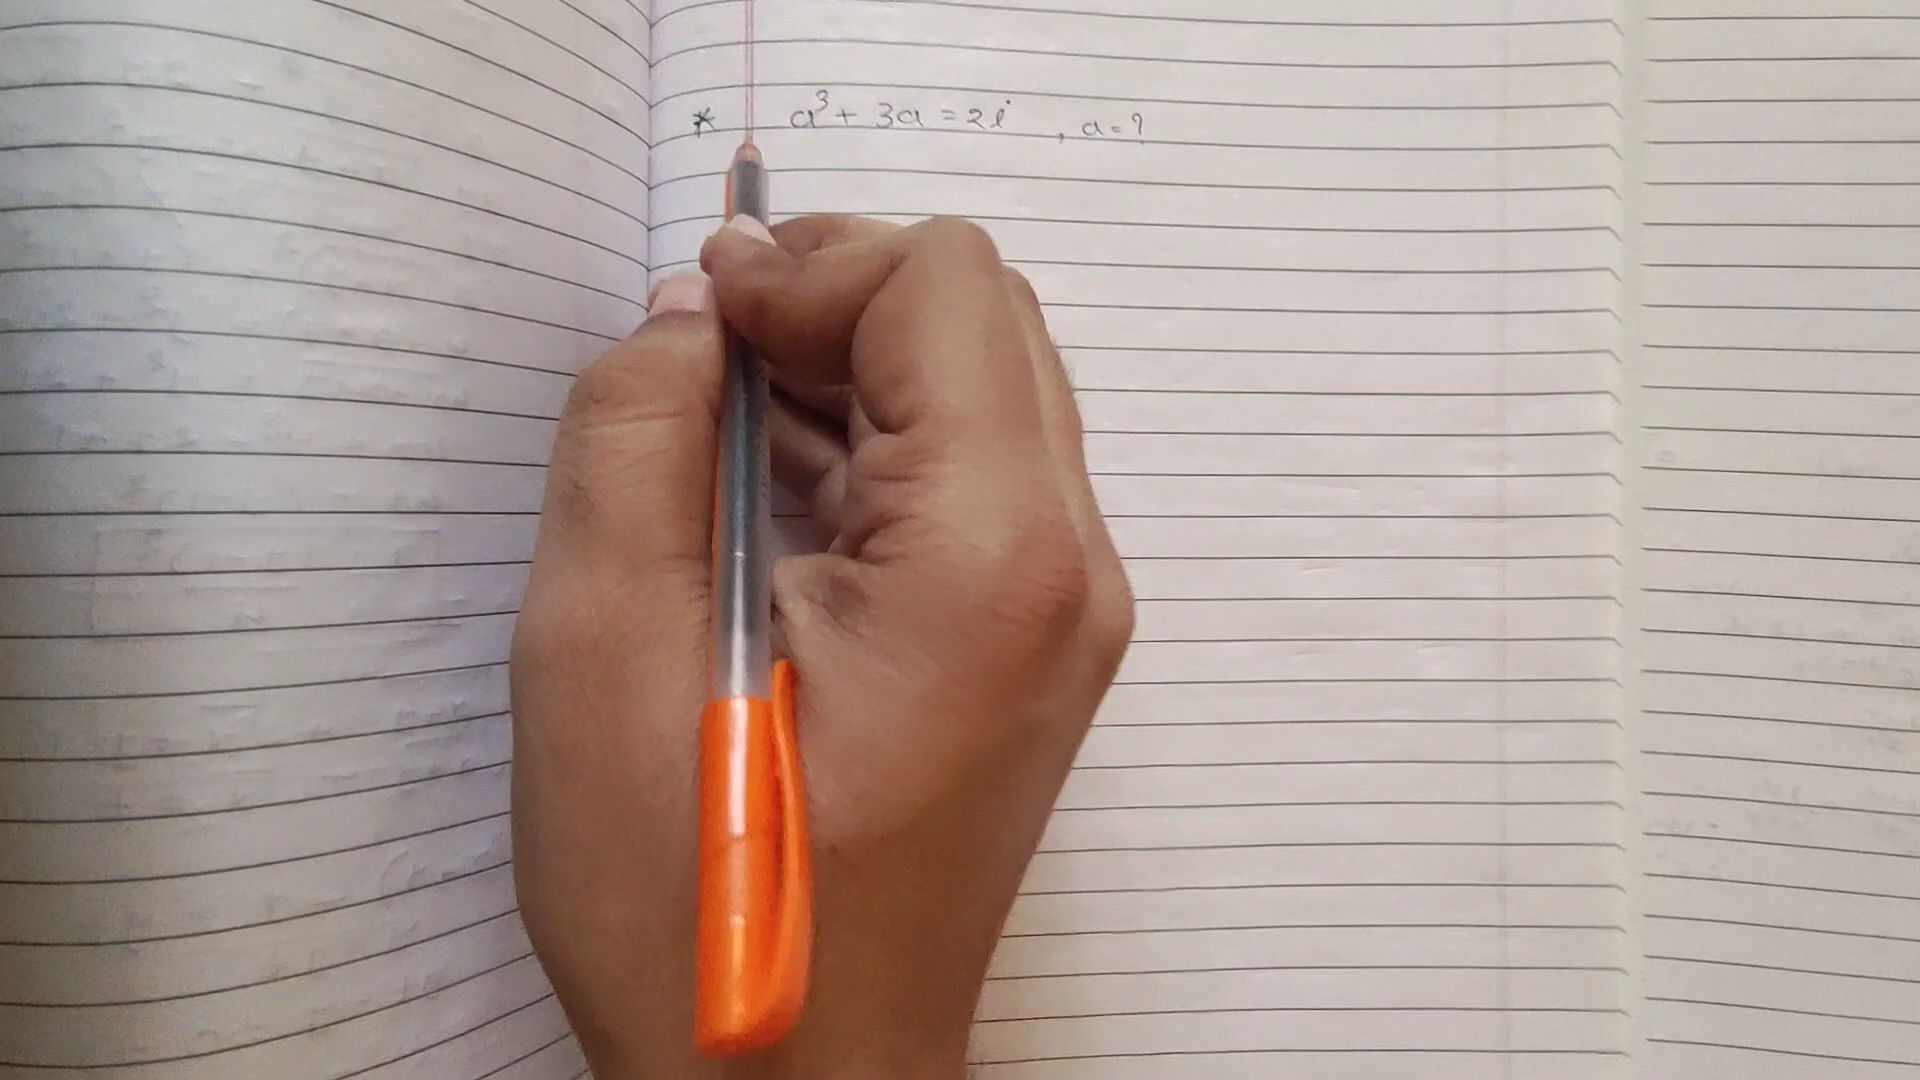 * a³ + 3a = 2i , a = ?